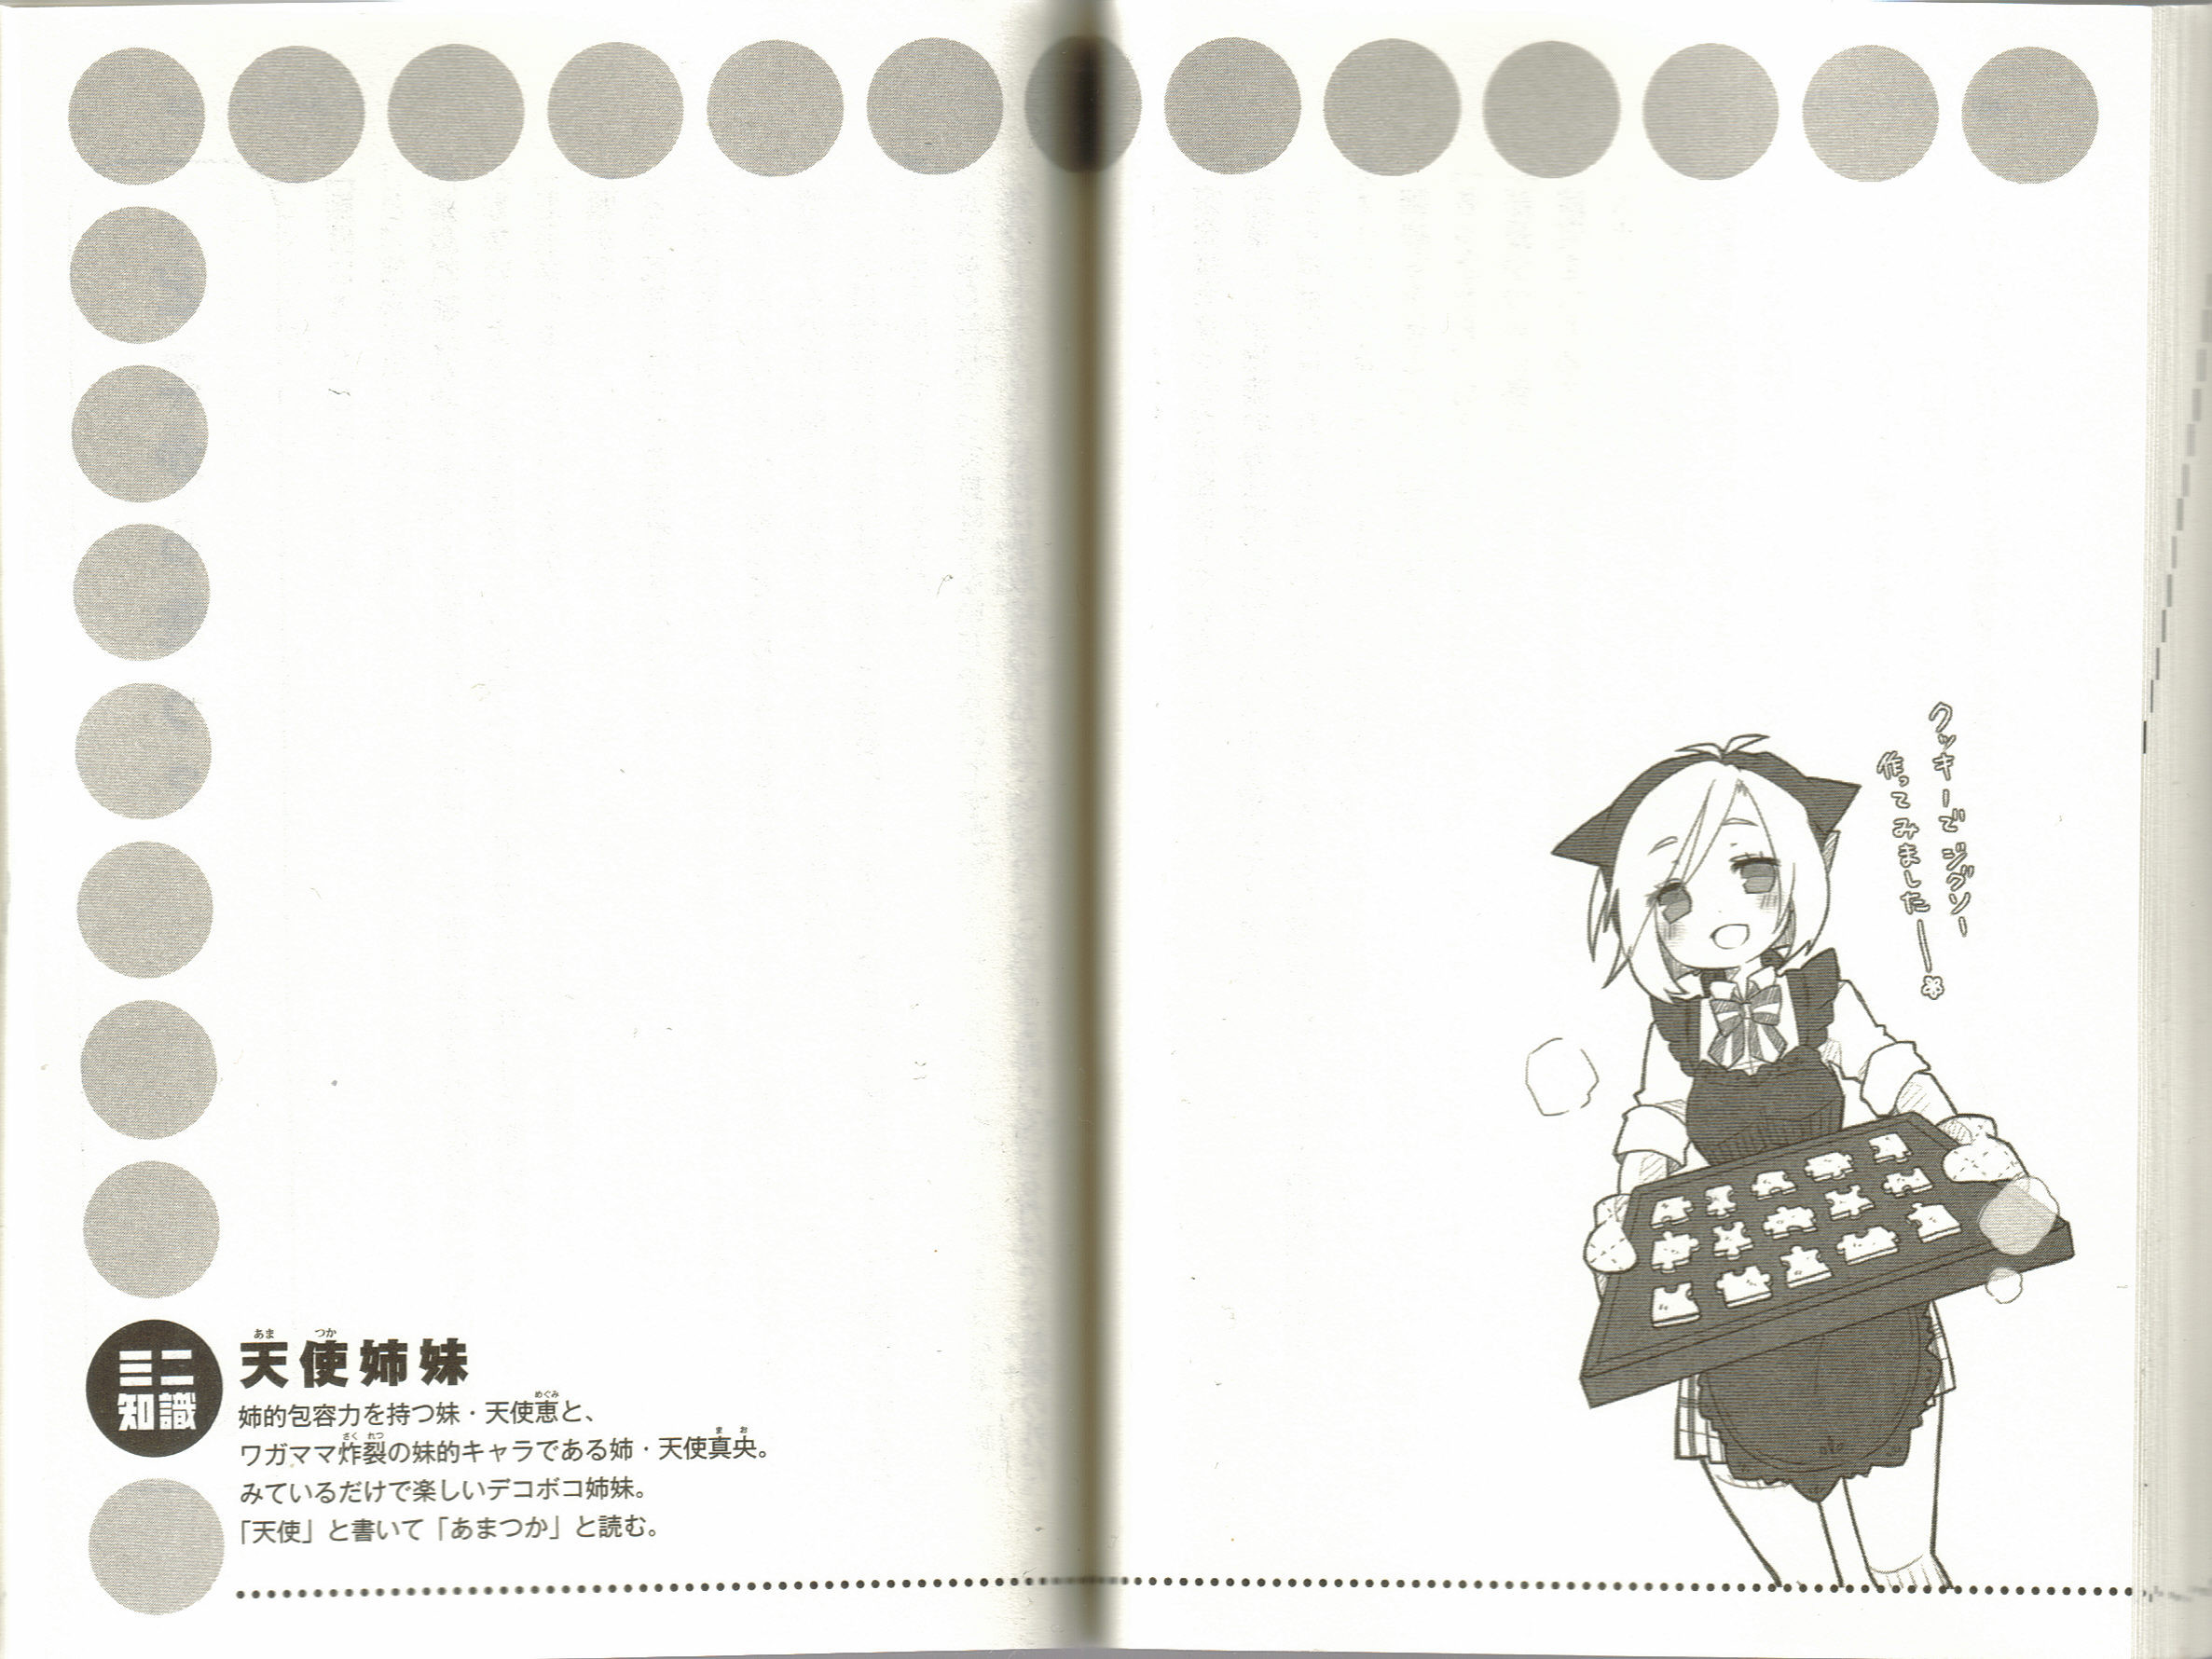 クッキーでジグソー
作ってみましたー
ミニ
知識
天使姉妹
姉的包容力を持つ妹・天使恵と、
ワガママ炸裂の妹的キャラである姉・天使真央。
みているだけで楽しいデコボコ姉妹。
「天使」と書いて「あまつか」と読む。